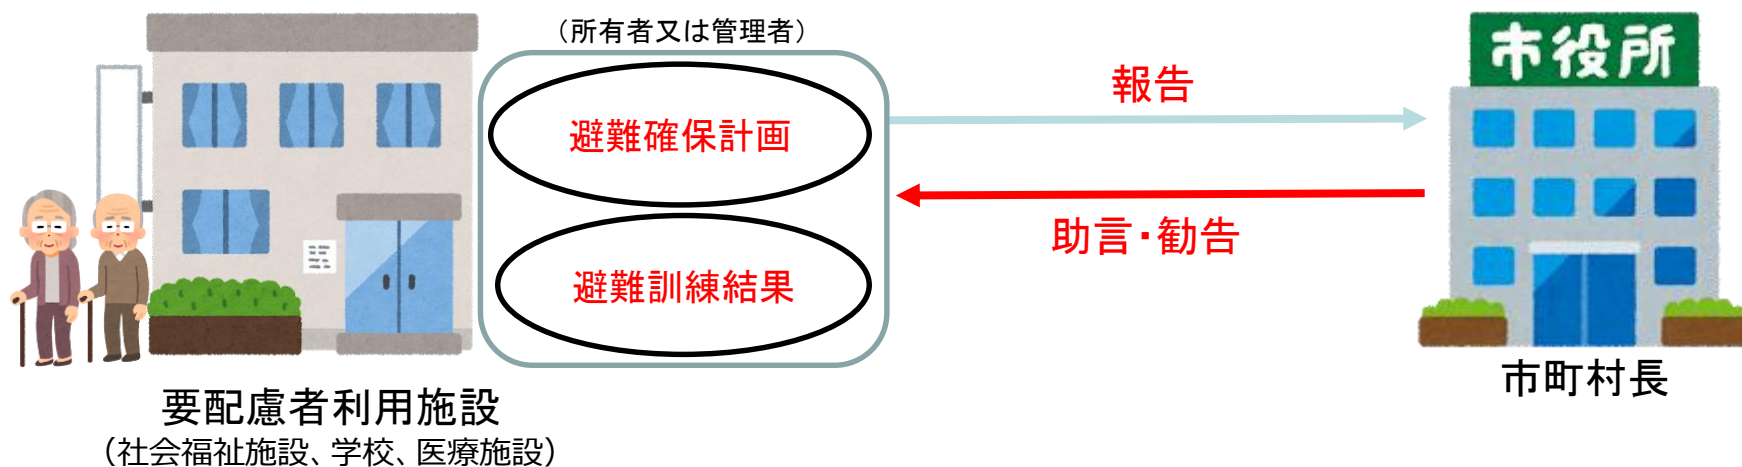 （所有者又は管理者）
避難確保計画
避難訓練結果
報告
助言・勧告
市役所
市町村長
要配慮者利用施設
（社会福祉施設、学校、医療施設）